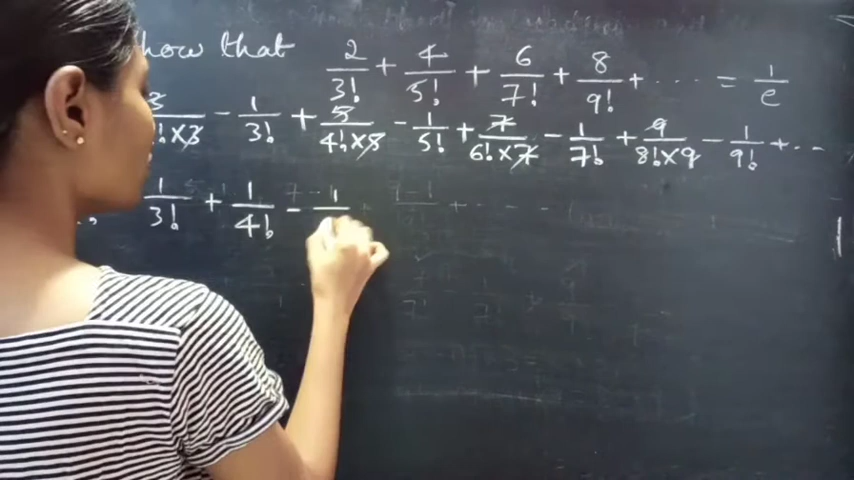 how that 2/3! + 4/5! + 6/7! + 8/9! + .... = 1/e
3/!×3 - 1/3! + 5/4!×5 - 1/5! + 7/6!×7 - 1/7! + 9/8!×9 - 1/9! + ...
1/3! + 1/4! - 1/